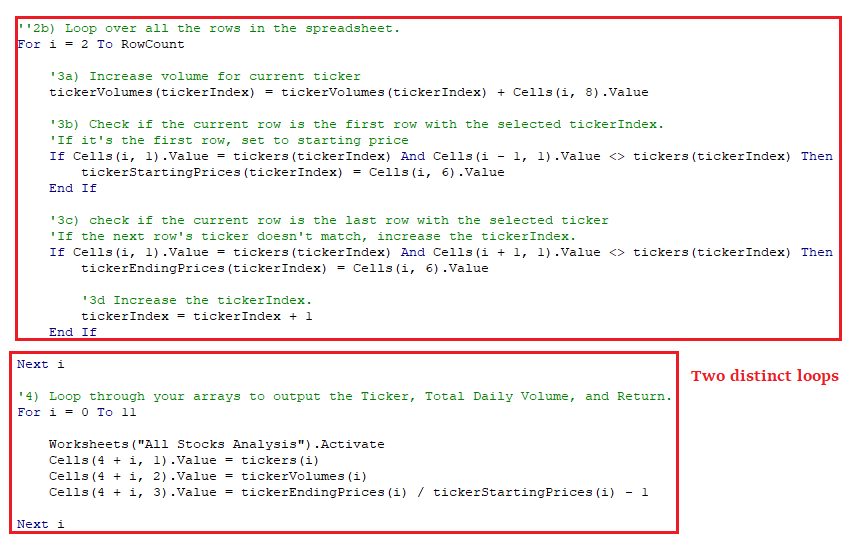 ''2b) Loop over all the rows in the spreadsheet.
For i = 2 To RowCount
'3a) Increase volume for current ticker
tickerVolumes(tickerIndex) = tickerVolumes(tickerIndex) + Cells(i, 8).Value
'3b) Check if the current row is the first row with the selected tickerIndex.
'If it's the first row, set to starting price
If Cells(i, 1).Value = tickers(tickerIndex) And Cells(i - 1, 1).Value <> tickers(tickerIndex) Then
tickerStartingPrices(tickerIndex) = Cells(i, 6).Value
End If
'3c) check if the current row is the last row with the selected ticker
'If the next row's ticker doesn't match, increase the tickerIndex.
If Cells(i, 1).Value = tickers(tickerIndex) And Cells(i + 1, 1).Value <> tickers(tickerIndex) Then
tickerEndingPrices(tickerIndex) = Cells(i, 6).Value
'3d Increase the tickerIndex.
tickerIndex = tickerIndex + 1
End If
Next i
Two distinct loops
'4) Loop through your arrays to output the Ticker, Total Daily Volume, and Return.
For i = 0 To 11
Worksheets("All Stocks Analysis").Activate
Cells(4 + i, 1).Value = tickers(i)
Cells(4 + i, 2).Value = tickerVolumes(i)
Cells(4 + i, 3).Value = tickerEndingPrices(i) / tickerStartingPrices(i) - 1
Next i